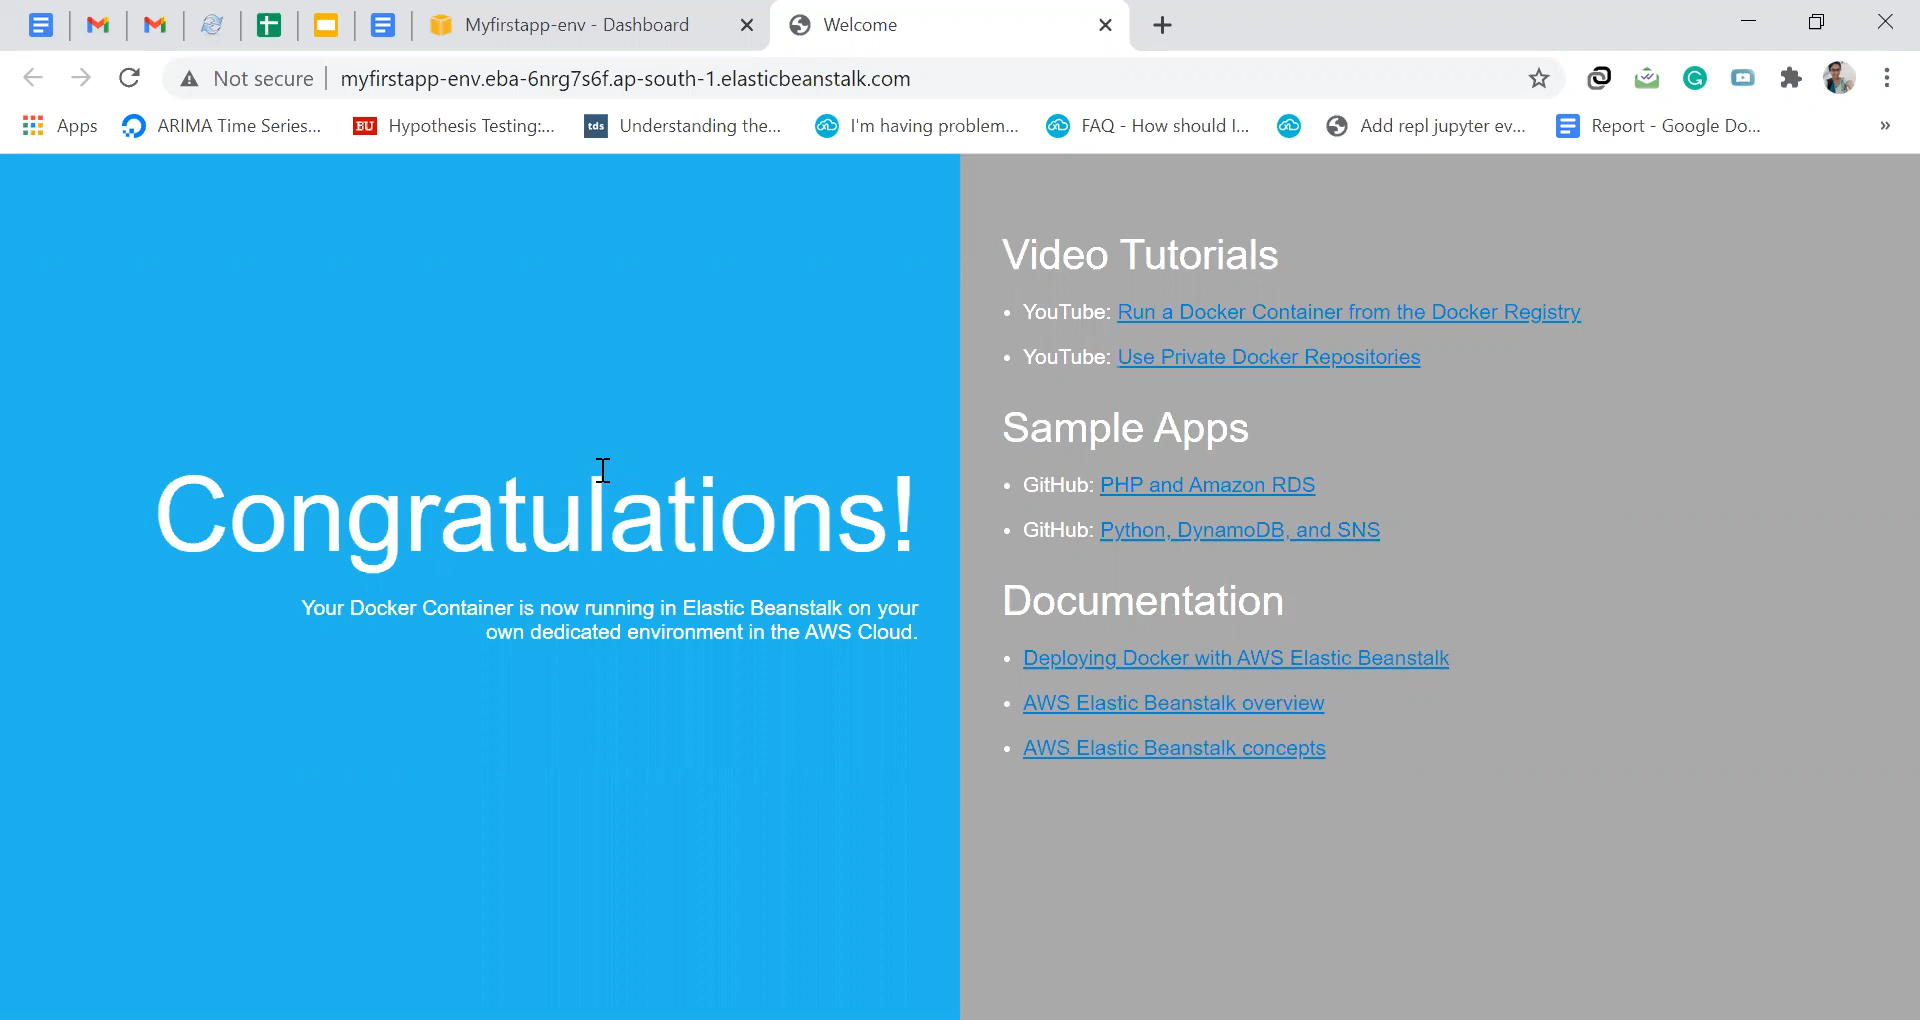 Myfirstapp-env - Dashboard
Welcome
Not secure
myfirstapp-env.eba-6nrg7s6f.ap-south-1.elasticbeanstalk.com
Apps
ARIMA Time Series...
BU
Hypothesis Testing:...
tds
Understanding the...
I'm having problem...
FAQ - How should I...
Add repl jupyter ev...
Report - Google Do...
»
Congratulations!
Your Docker Container is now running in Elastic Beanstalk on your
own dedicated environment in the AWS Cloud.
Video Tutorials
• YouTube: Run a Docker Container from the Docker Registry
• YouTube: Use Private Docker Repositories
Sample Apps
• GitHub: PHP and Amazon RDS
• GitHub: Python, DynamoDB, and SNS
Documentation
• Deploying Docker with AWS Elastic Beanstalk
• AWS Elastic Beanstalk overview
• AWS Elastic Beanstalk concepts